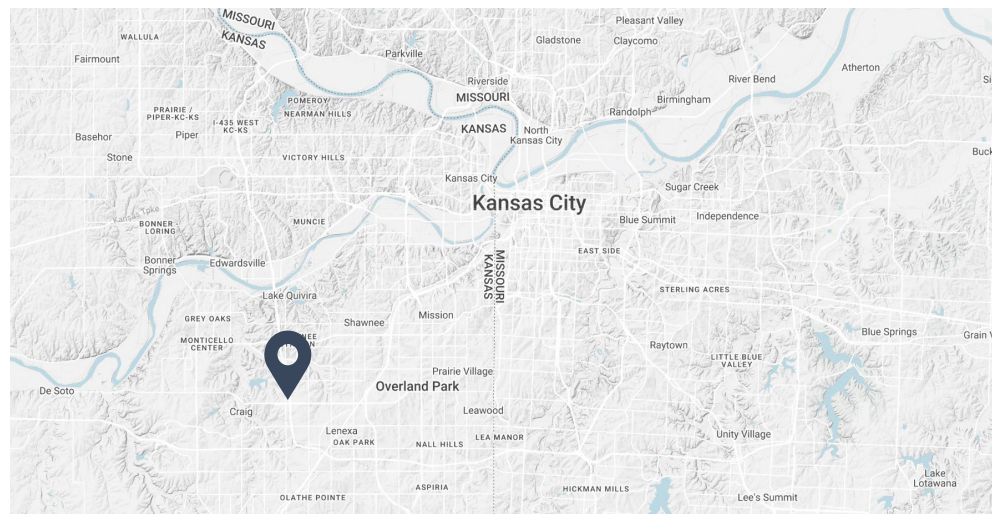 MISSOURI
KANSAS
Pleasant Valley
WALLULA
Gladstone
Claycomo
Parkville
Fairmount
Atherton
Riverside
River Bend
MISSOURI
Birmingham
POMEROY
NEARMAN HILLS
PRAIRIE /
PIPER-KC-KS
Randolph
I-435 WEST
KC-KS
KANSAS
North
Kansas City
Basehor
Piper
Stone
VICTORY HILLS
Kansas City
Sugar Creek
Kansas City
Kansas Tpke
BONNER
LORING
MUNCIE
Blue Summit
Independence
EAST SIDE
Bonner
Springs
Edwardsville
MISSOURI
KANSAS
STERLING ACRES
Lake Quivira
Mission
GREY OAKS
Shawnee
Blue Springs
MONTICELLO
CENTER
Raytown
LITTLE BLUE
VALLEY
Prairie Village
Overland Park
De Soto
Craig
Leawood
Lenexa
OAK PARK
NALL HILLS
LEA MANOR
Unity Village
Lake
Lotawana
ASPIRIA
HICKMAN MILLS
OLATHE POINTE
Lee's Summit